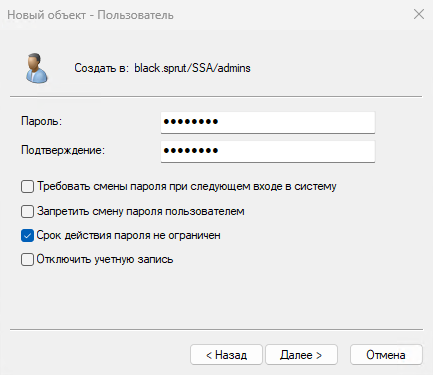 Новый объект - Пользователь
Создать в: black.sprut/SSA/admins
Пароль: ••••••••
Подтверждение: ••••••••
Требовать смены пароля при следующем входе в систему
Запретить смену пароля пользователем
Срок действия пароля не ограничен
Отключить учетную запись
< Назад Далее > Отмена